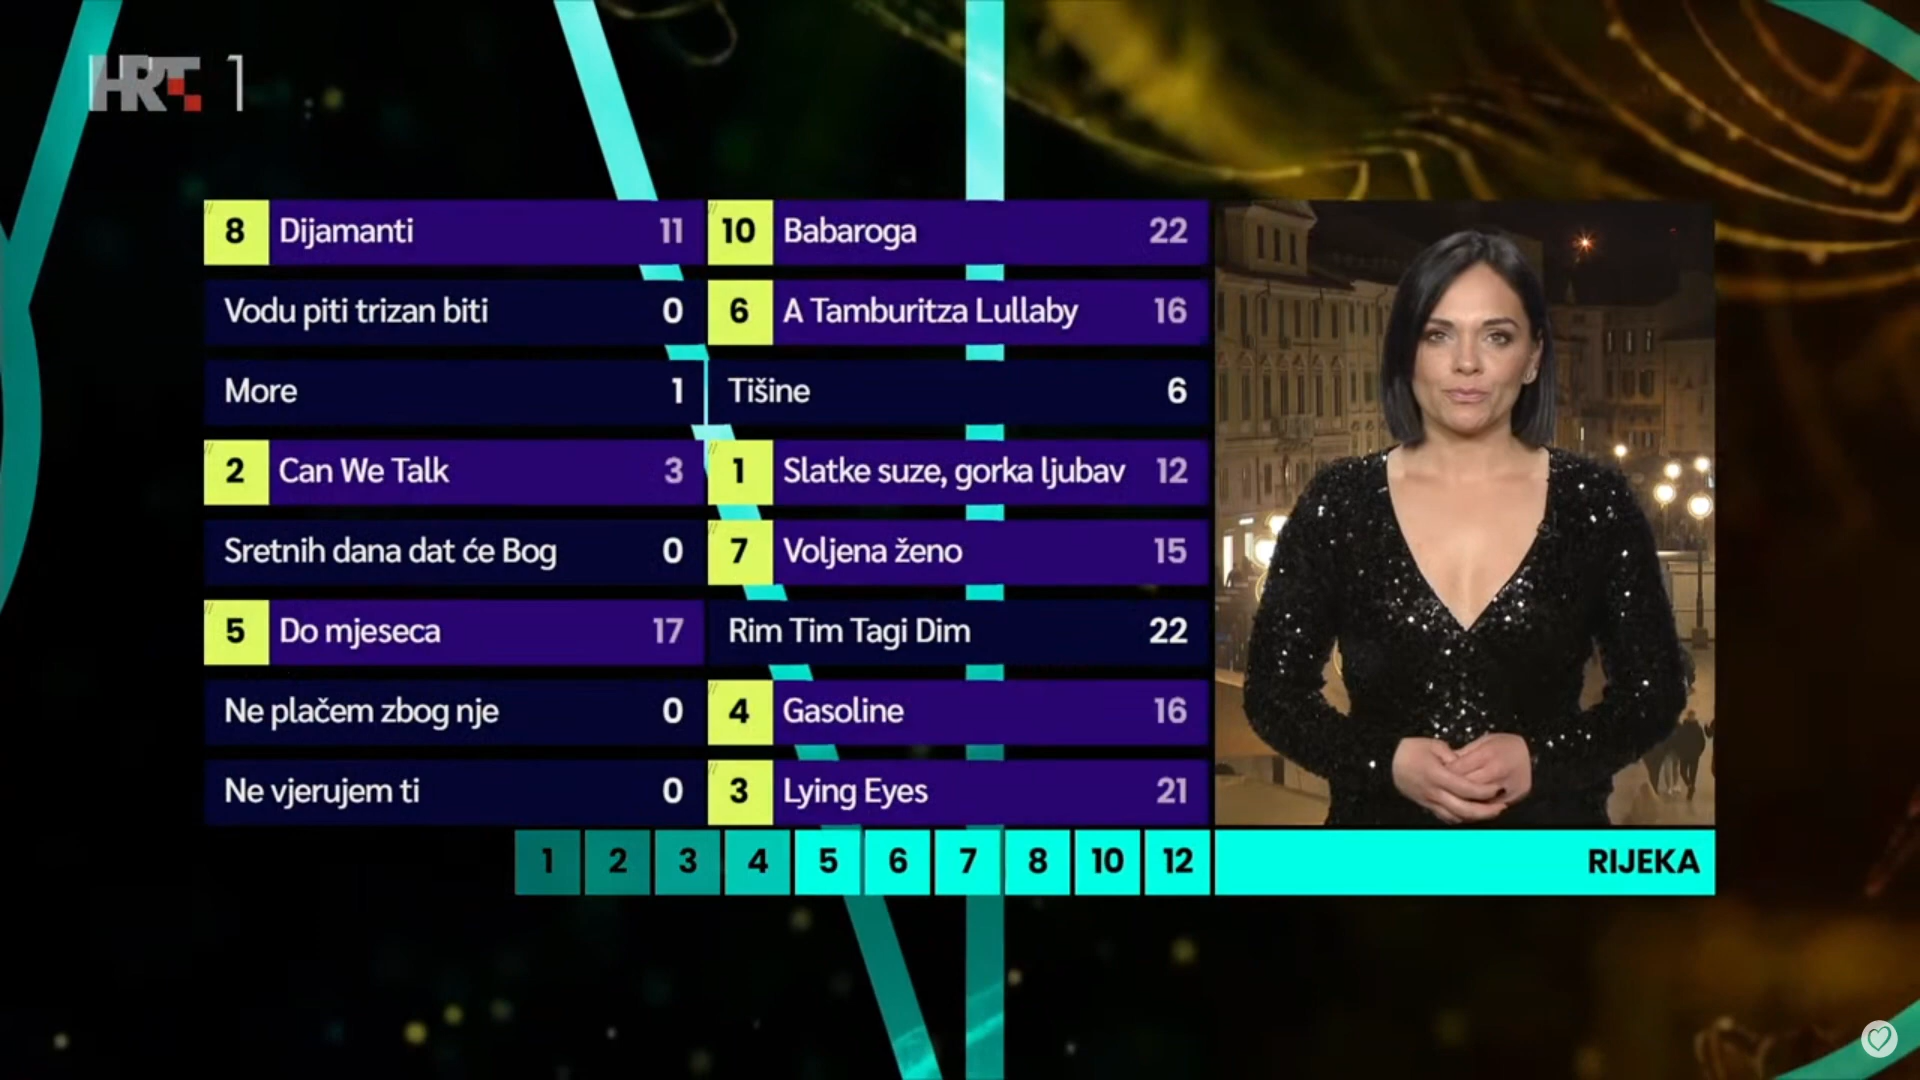 HRT 1
8 Dijamanti 11
Vodu piti trizan biti 0
More 1
2 Can We Talk 3
Sretnih dana dat će Bog 0
5 Do mjeseca 17
Ne plačem zbog nje 0
Ne vjerujem ti 0
10 Babaroga 22
6 A Tamburitza Lullaby 16
Tišine 6
1 Slatke suze, gorka ljubav 12
7 Voljena ženo 15
Rim Tim Tagi Dim 22
4 Gasoline 16
3 Lying Eyes 21
1 2 3 4 5 6 7 8 10 12
RIJEKA